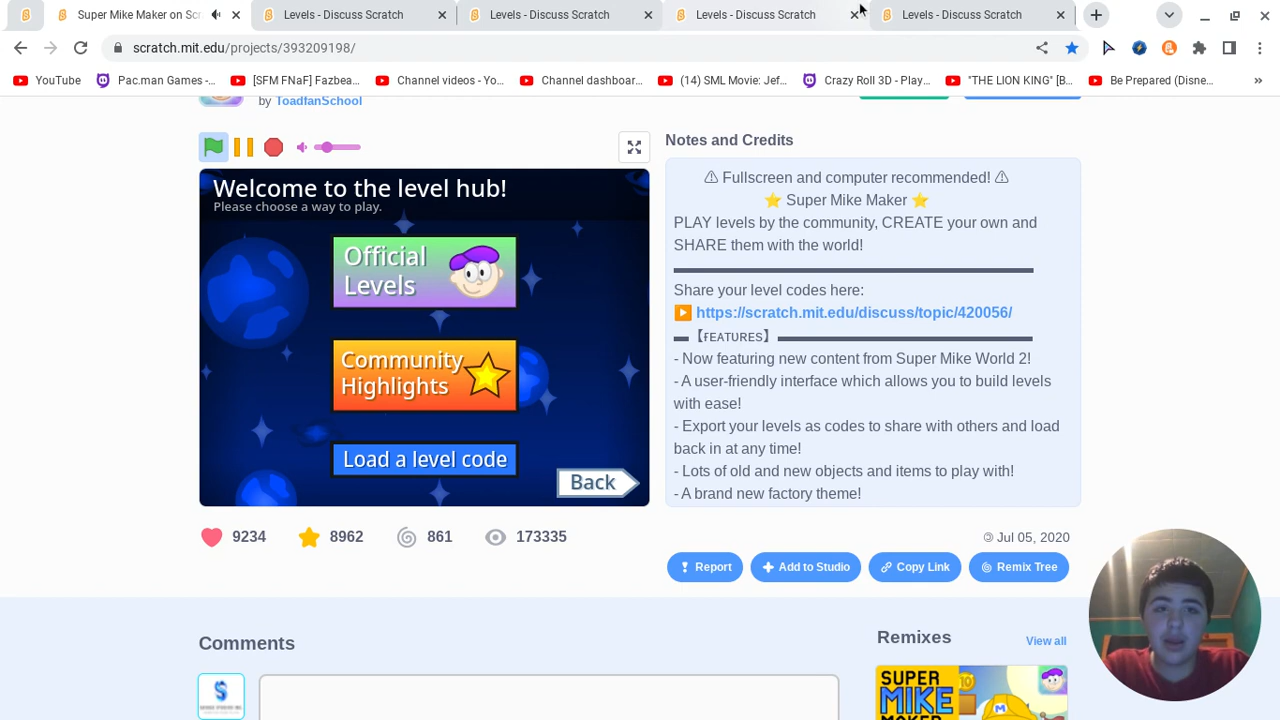 Super Mike Maker on Scr
Levels - Discuss Scratch
Levels - Discuss Scratch
Levels - Discuss Scratch
Levels - Discuss Scratch
scratch.mit.edu/projects/393209198/
YouTube
Pac.man Games -...
[SFM FNaF] Fazbea...
Channel videos - Yo...
Channel dashboar...
(14) SML Movie: Jef...
Crazy Roll 3D - Play...
"THE LION KING" [B...
Be Prepared (Disne...
»
by ToadfanSchool
Welcome to the level hub!
Please choose a way to play.
Official
Levels
Community
Highlights
Load a level code
Back
Notes and Credits
⚠ Fullscreen and computer recommended! ⚠
⭐ Super Mike Maker ⭐
PLAY levels by the community, CREATE your own and
SHARE them with the world!
Share your level codes here:
▶️ https://scratch.mit.edu/discuss/topic/420056/
▬【ꜰᴇᴀᴛᴜʀᴇꜱ】▬▬▬▬▬▬▬▬▬▬▬▬▬▬▬▬▬
- Now featuring new content from Super Mike World 2!
- A user-friendly interface which allows you to build levels
with ease!
- Export your levels as codes to share with others and load
back in at any time!
- Lots of old and new objects and items to play with!
- A brand new factory theme!
9234
8962
861
173335
Jul 05, 2020
Report
Add to Studio
Copy Link
Remix Tree
Comments
Remixes
View all
SUPER
MIKE